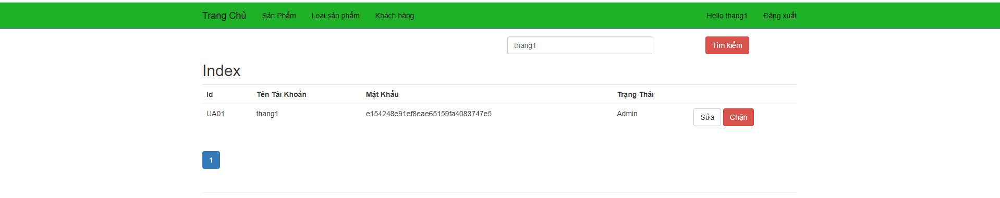 Trang Chủ Sản Phẩm Loại sản phẩm Khách hàng Hello thang1 Đăng xuất
thang1 Tìm kiếm
Index
Id Tên Tài Khoản Mật Khẩu Trạng Thái
UA01 thang1 e154248e91ef8eae65159fa4083747e5 Admin Sửa Chặn
1